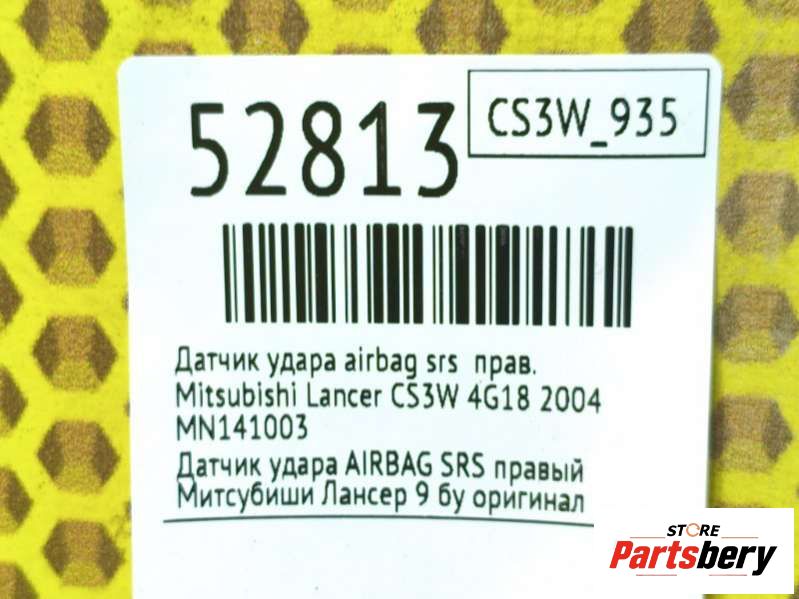 52813
CS3W_935
Датчик удара airbag srs прав.
Mitsubishi Lancer CS3W 4G18 2004
MN141003
Датчик удара AIRBAG SRS правый
Митсубиши Лансер 9 бу оригинал
STORE
Partsbery